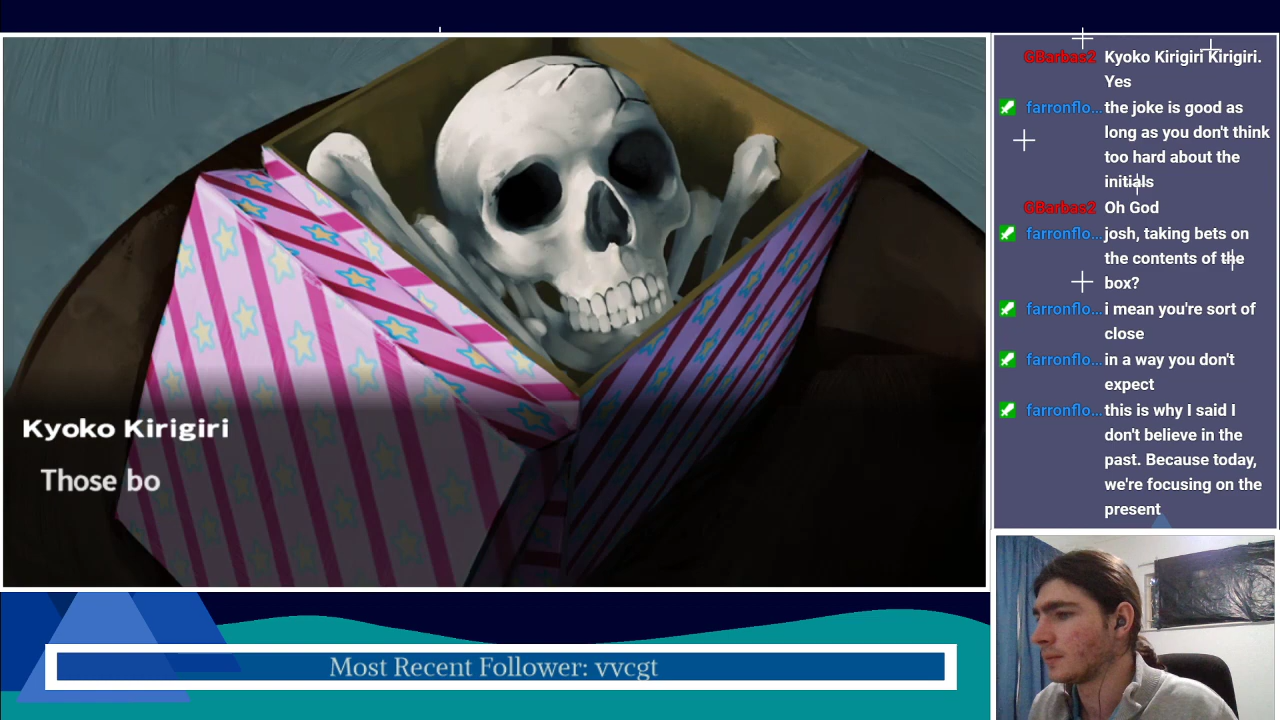 GBarbas2 Kyoko Kirigiri Kirigiri.
Yes
farronflo... the joke is good as
long as you don't think
too hard about the
initials
GBarbas2 Oh God
farronflo... josh, taking bets on
the contents of the
box?
farronflo... i mean you're sort of
close
farronflo... in a way you don't
expect
farronflo... this is why I said I
don't believe in the
past. Because today,
we're focusing on the
present
Kyoko Kirigiri
Those bo
Most Recent Follower: vvcgt